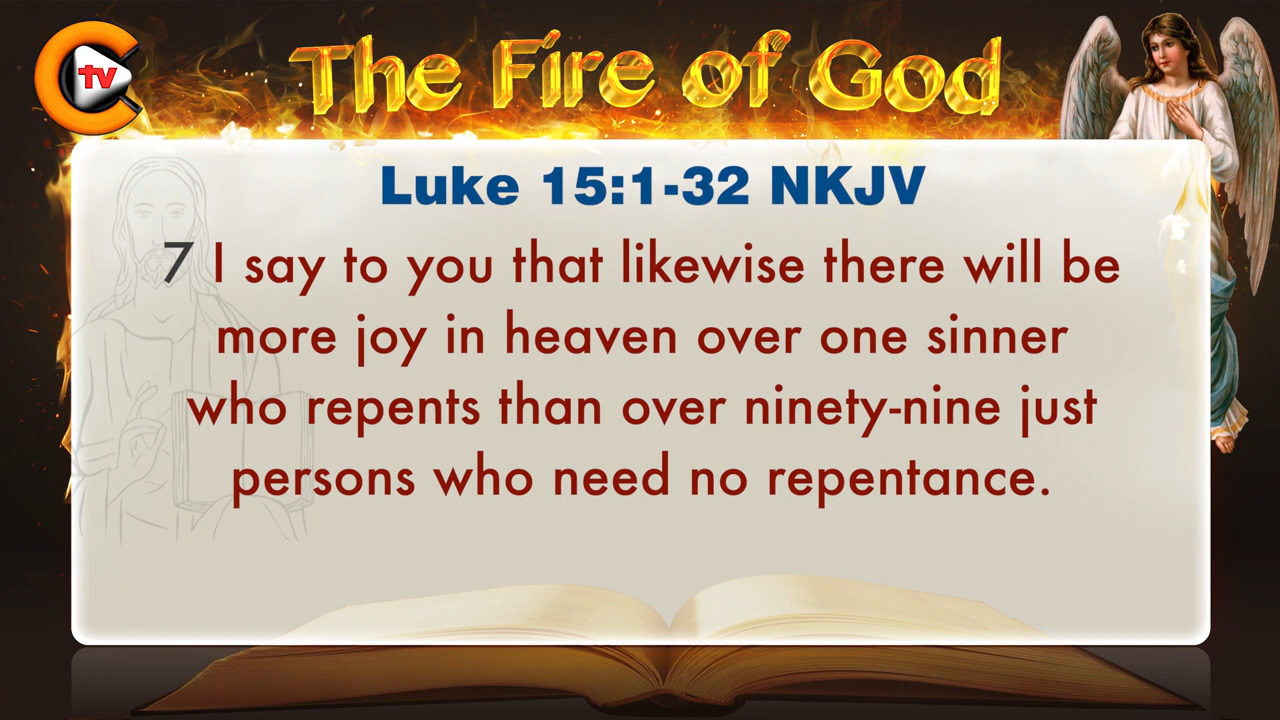 tv
The Fire of God
Luke 15:1-32 NKJV
7 I say to you that likewise there will be
more joy in heaven over one sinner
who repents than over ninety-nine just
persons who need no repentance.